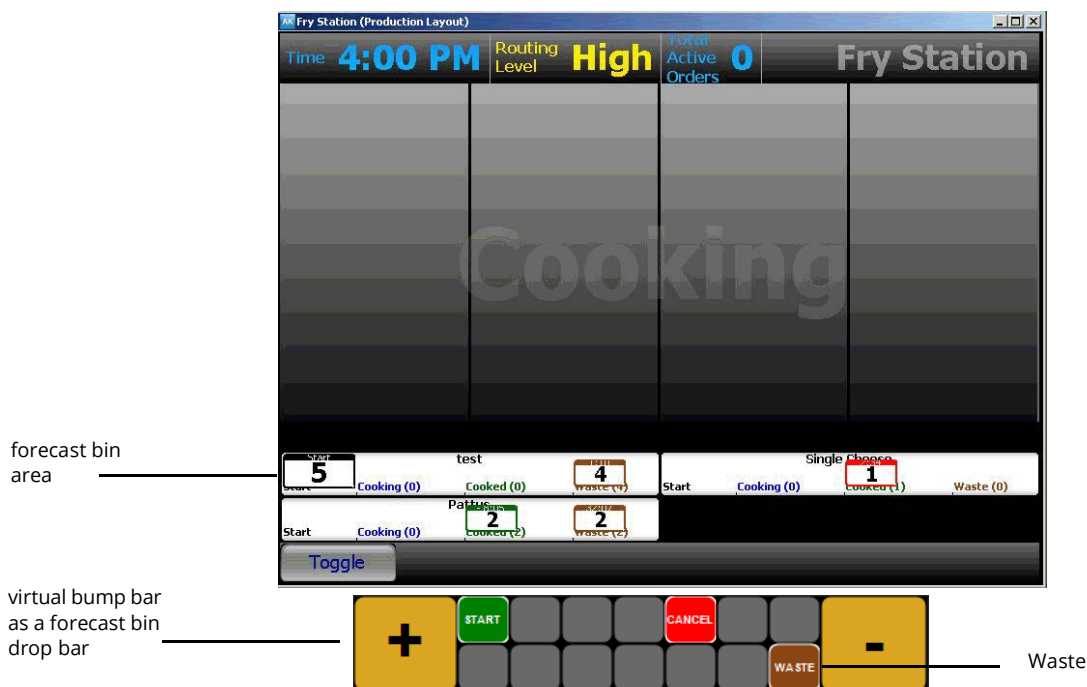 AK Fry Station (Production Layout)
Time 4:00 PM Routing Level High Total Active Orders 0 Fry Station
Cooking
forecast bin
area
Start 5 test 4
Start Cooking (0) Cooked (0) Waste (4)
Single Cheese 1
Start Cooking (0) Cooked (1) Waste (0)
Pattus 2 2
Start Cooking (0) Cooked (2) Waste (2)
Toggle
virtual bump bar
as a forecast bin
drop bar
+ START CANCEL -
WASTE
Waste